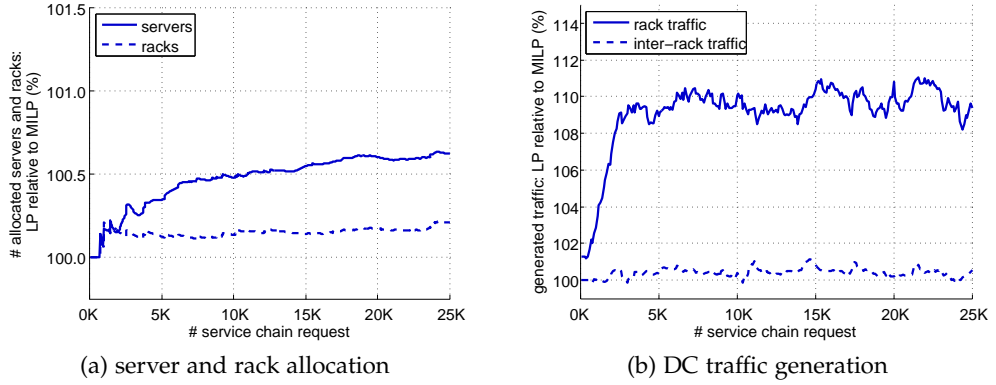 # allocated servers and racks:
LP relative to MILP (%)
101.5
101.0
100.5
100.0
servers
racks
0K 5K 10K 15K 20K 25K
# service chain request
(a) server and rack allocation
generated traffic: LP relative to MILP (%)
114
112
110
108
106
104
102
100
rack traffic
inter-rack traffic
0K 5K 10K 15K 20K 25K
# service chain request
(b) DC traffic generation